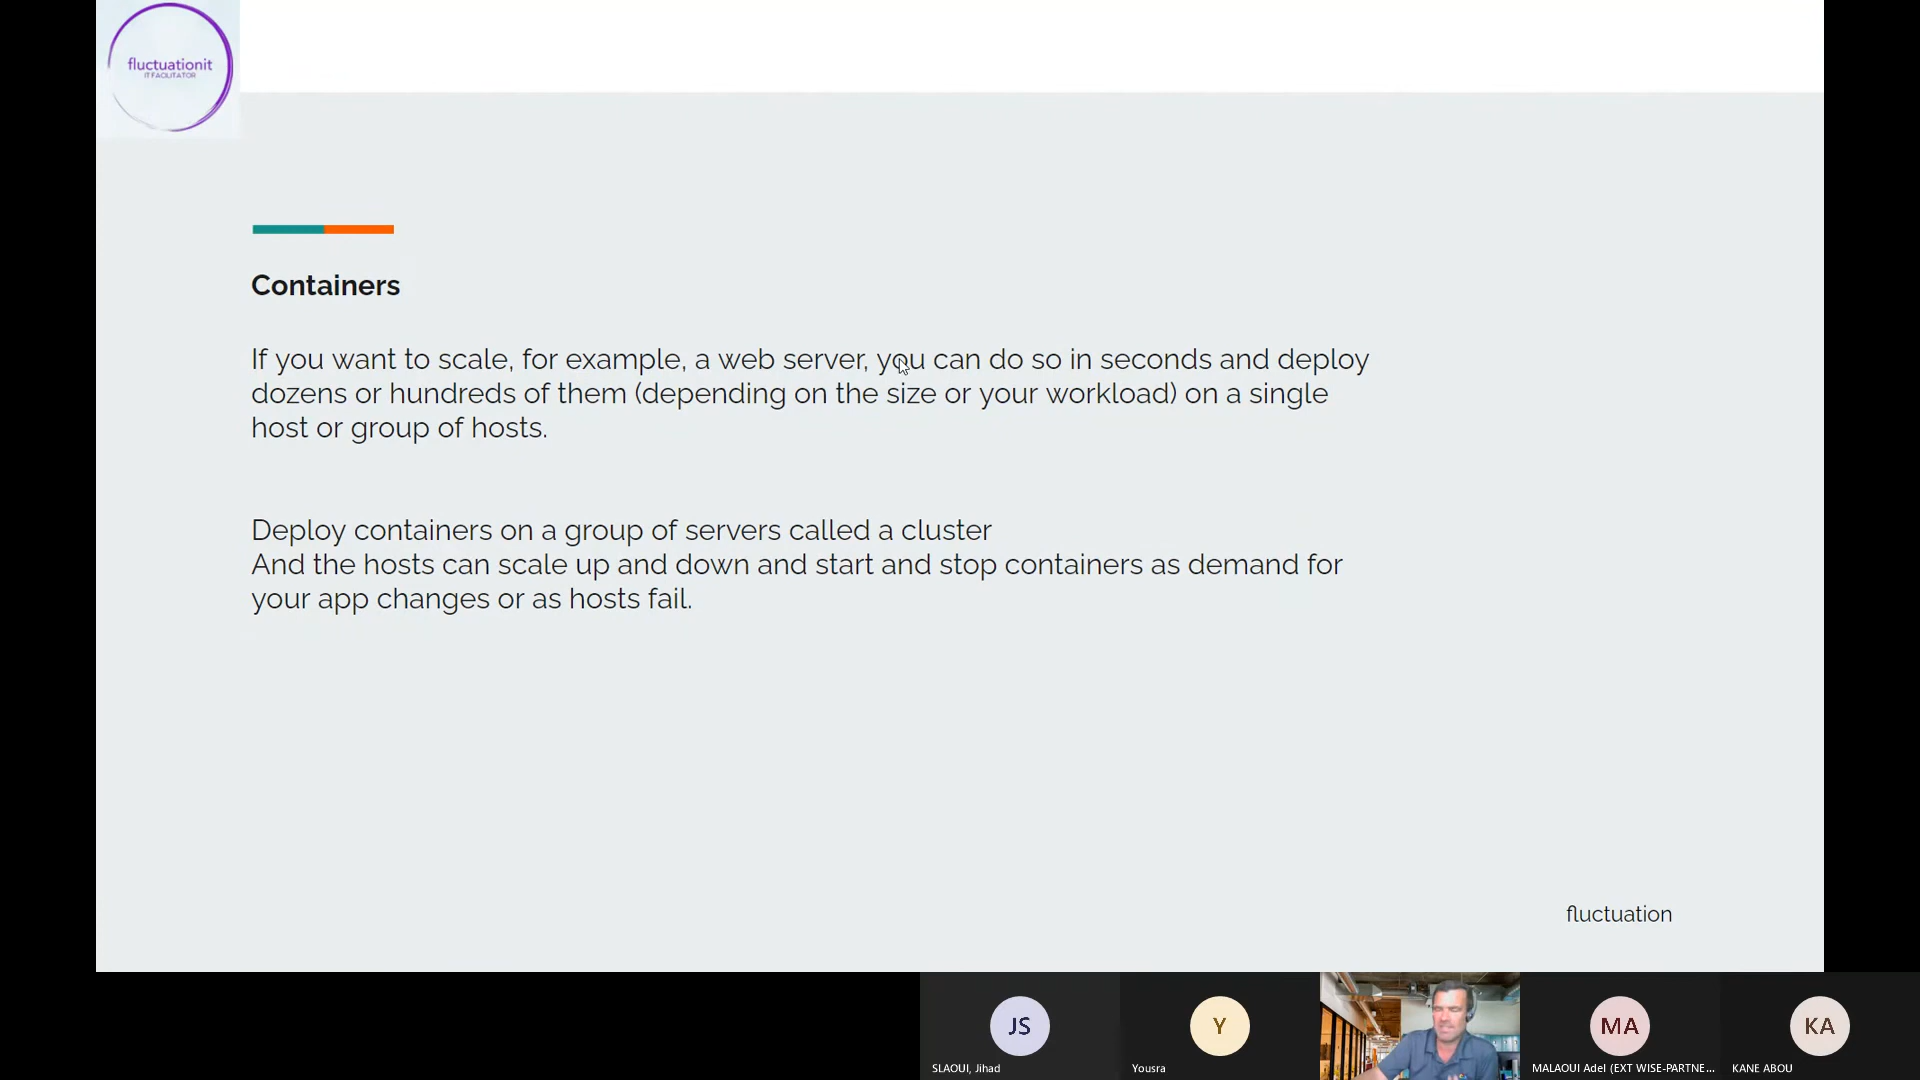 fluctuationit
IT FACILITATOR
Containers
If you want to scale, for example, a web server, you can do so in seconds and deploy
dozens or hundreds of them (depending on the size or your workload) on a single
host or group of hosts.
Deploy containers on a group of servers called a cluster
And the hosts can scale up and down and start and stop containers as demand for
your app changes or as hosts fail.
fluctuation
JS
Y
MA
KA
SLAOUI, Jihad
Yousra
MALAOUI Adel (EXT WISE-PARTNE...
KANE ABOU